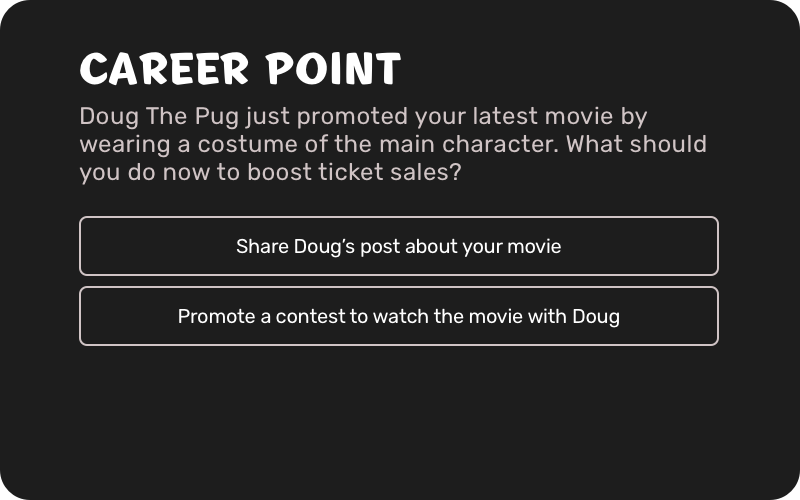 CAREER POINT
Doug The Pug just promoted your latest movie by
wearing a costume of the main character. What should
you do now to boost ticket sales?
Share Doug’s post about your movie
Promote a contest to watch the movie with Doug